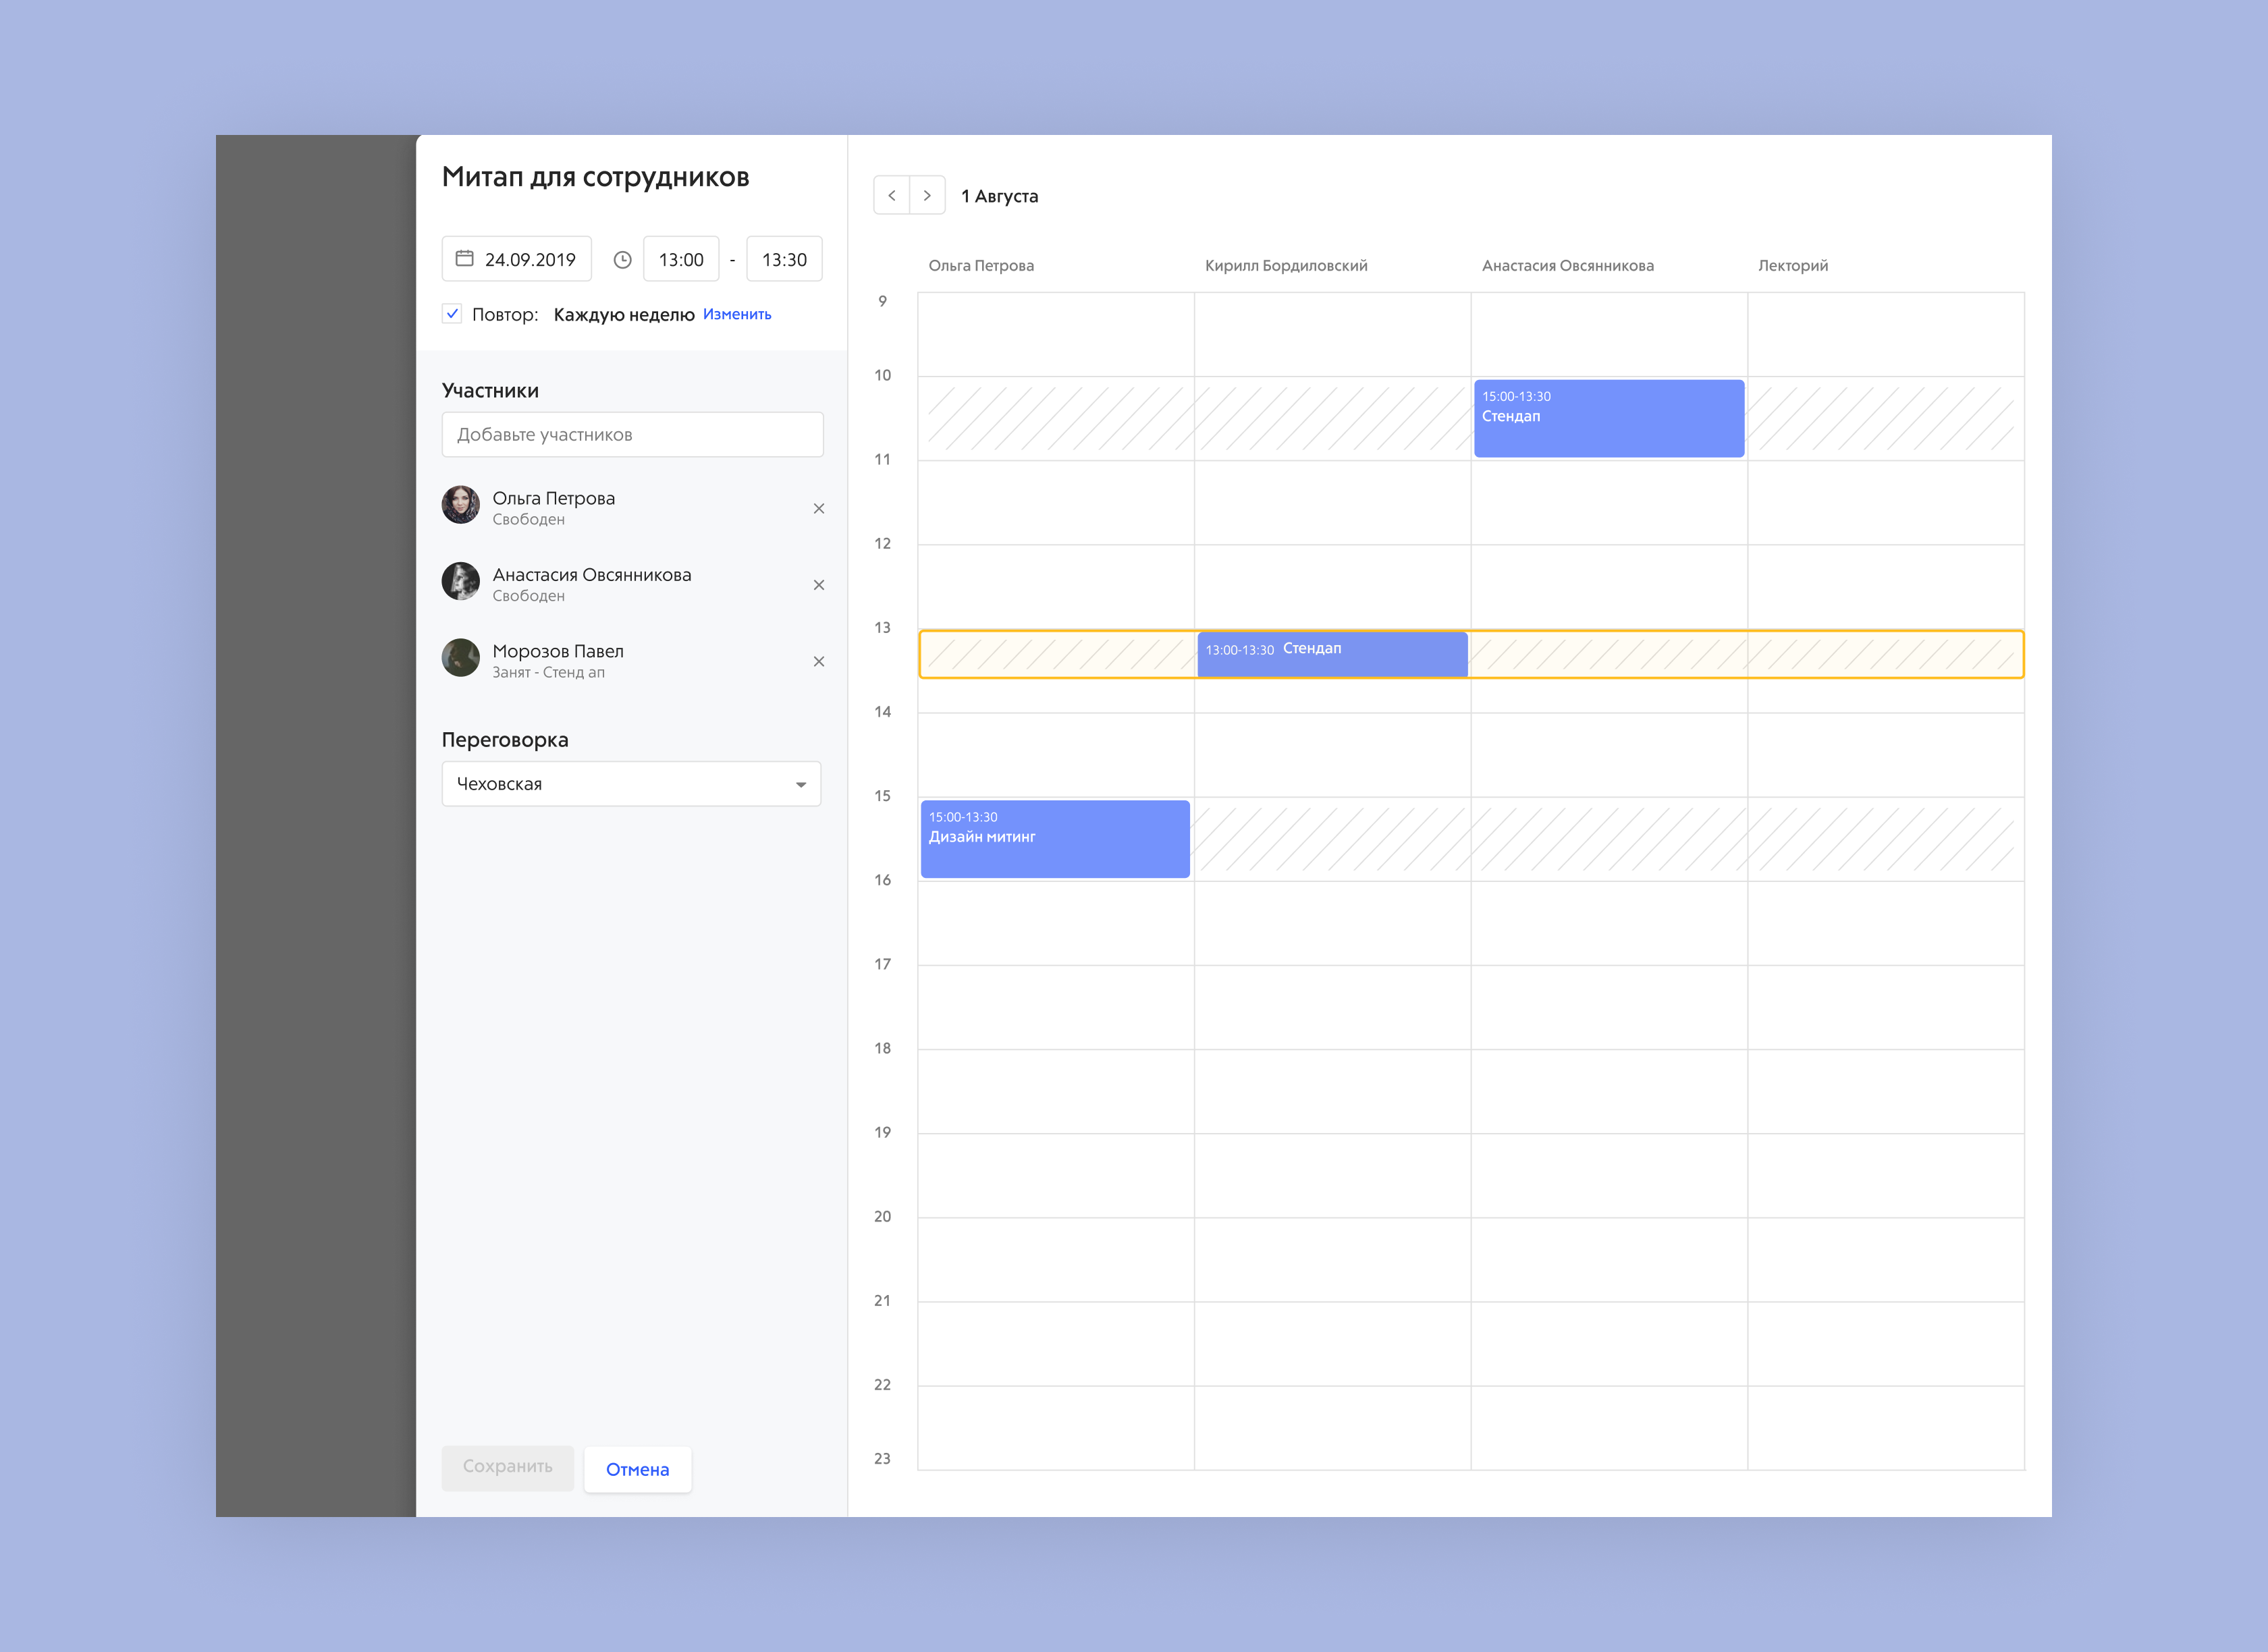 Митап для сотрудников
24.09.2019 13:00 - 13:30
Повтор: Каждую неделю Изменить
Участники
Добавьте участников
Ольга Петрова
Свободен
Анастасия Овсянникова
Свободен
Морозов Павел
Занят - Стенд ап
Переговорка
Чеховская
Сохранить Отмена
1 Августа
Ольга Петрова Кирилл Бордиловский Анастасия Овсянникова Лекторий
9
10
15:00-13:30
Стендап
11
12
13
13:00-13:30 Стендап
14
15
15:00-13:30
Дизайн митинг
16
17
18
19
20
21
22
23